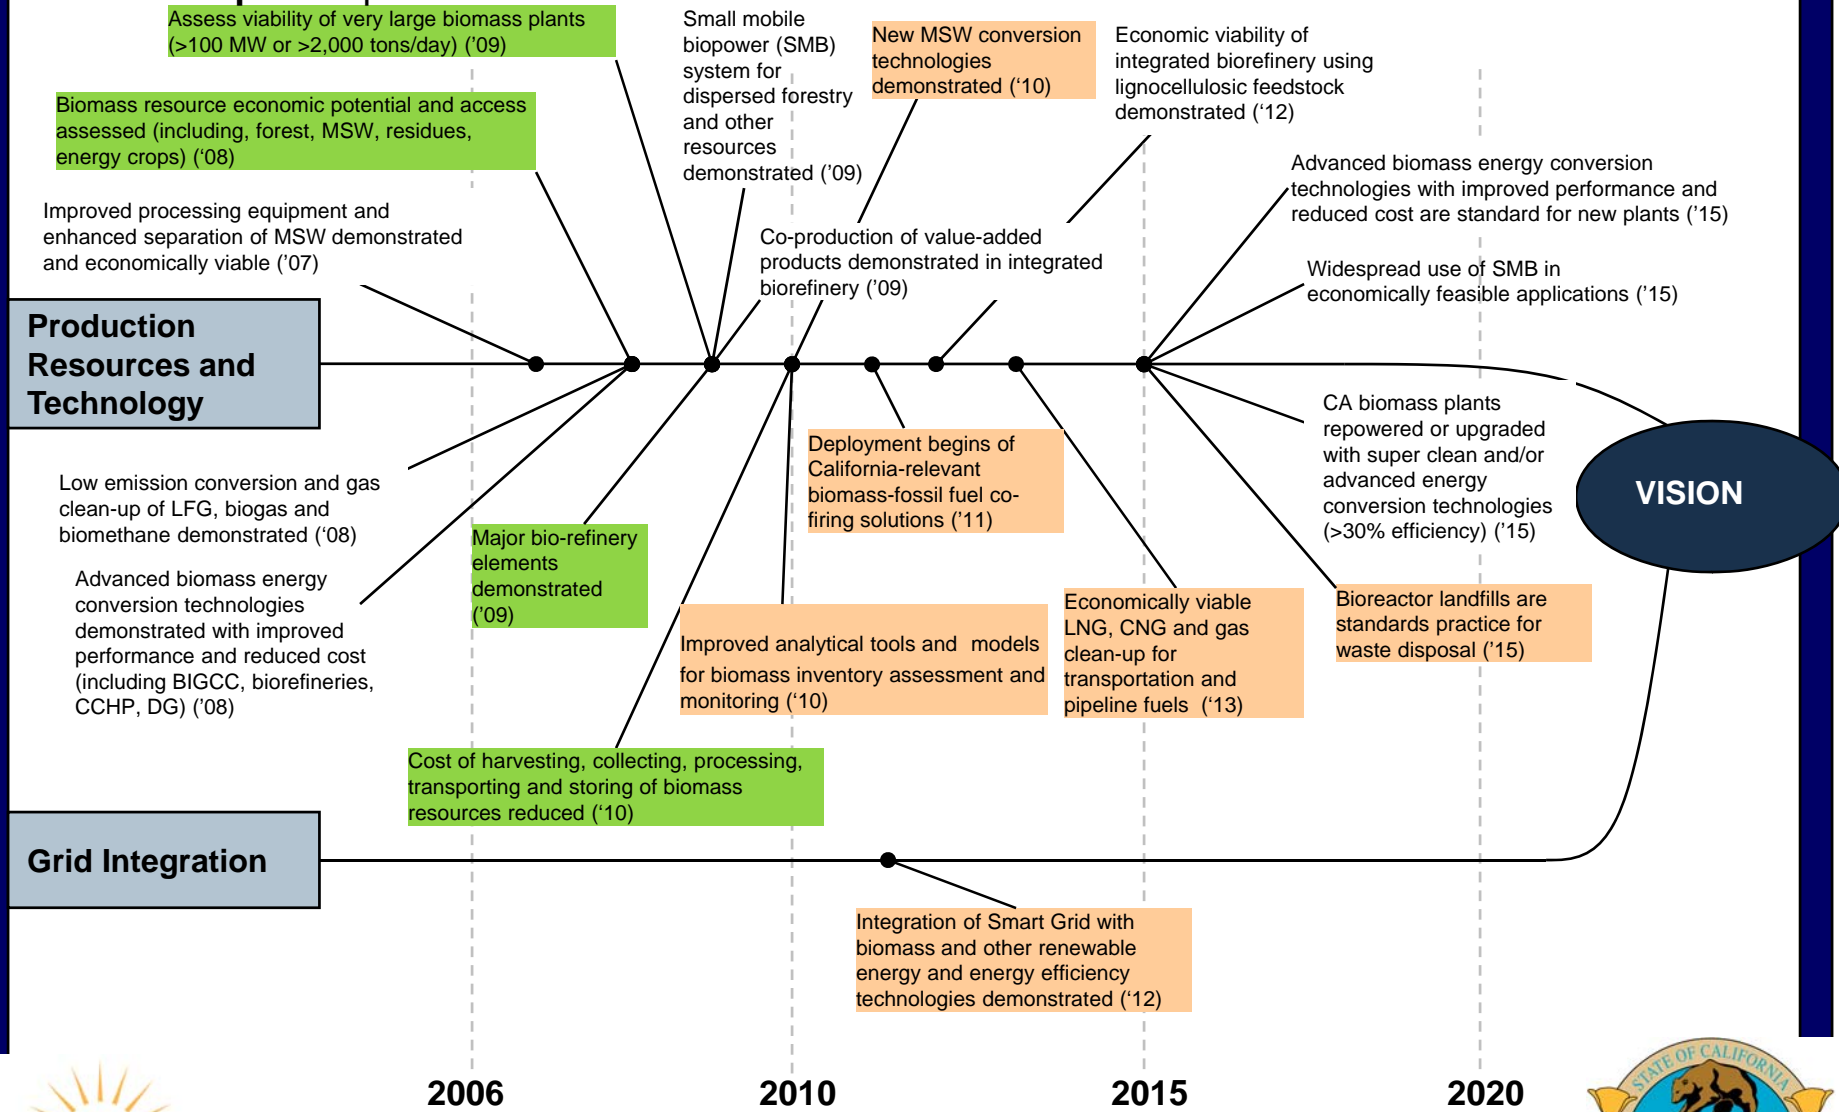 Assess viability of very large biomass plants
(>100 MW or >2,000 tons/day) ('09)
Small mobile
biopower (SMB)
system for
dispersed forestry
and other
resources
demonstrated ('09)
New MSW conversion
technologies
demonstrated (‘10)
Economic viability of
integrated biorefinery using
lignocellulosic feedstock
demonstrated (‘12)
Biomass resource economic potential and access
assessed (including, forest, MSW, residues,
energy crops) (‘08)
Advanced biomass energy conversion
technologies with improved performance and
reduced cost are standard for new plants ('15)
Improved processing equipment and
enhanced separation of MSW demonstrated
and economically viable ('07)
Co-production of value-added
products demonstrated in integrated
biorefinery ('09)
Widespread use of SMB in
economically feasible applications ('15)
Production
Resources and
Technology
CA biomass plants
repowered or upgraded
with super clean and/or
advanced energy
conversion technologies
(>30% efficiency) ('15)
VISION
Deployment begins of
California-relevant
biomass-fossil fuel co-
firing solutions ('11)
Low emission conversion and gas
clean-up of LFG, biogas and
biomethane demonstrated (‘08)
Major bio-refinery
elements
demonstrated
('09)
Advanced biomass energy
conversion technologies
demonstrated with improved
performance and reduced cost
(including BIGCC, biorefineries,
CCHP, DG) ('08)
Improved analytical tools and models
for biomass inventory assessment and
monitoring (‘10)
Economically viable
LNG, CNG and gas
clean-up for
transportation and
pipeline fuels (‘13)
Bioreactor landfills are
standards practice for
waste disposal ('15)
Cost of harvesting, collecting, processing,
transporting and storing of biomass
resources reduced (‘10)
Grid Integration
Integration of Smart Grid with
biomass and other renewable
energy and energy efficiency
technologies demonstrated (‘12)
2006 2010 2015 2020
STATE OF CALIFORNIA